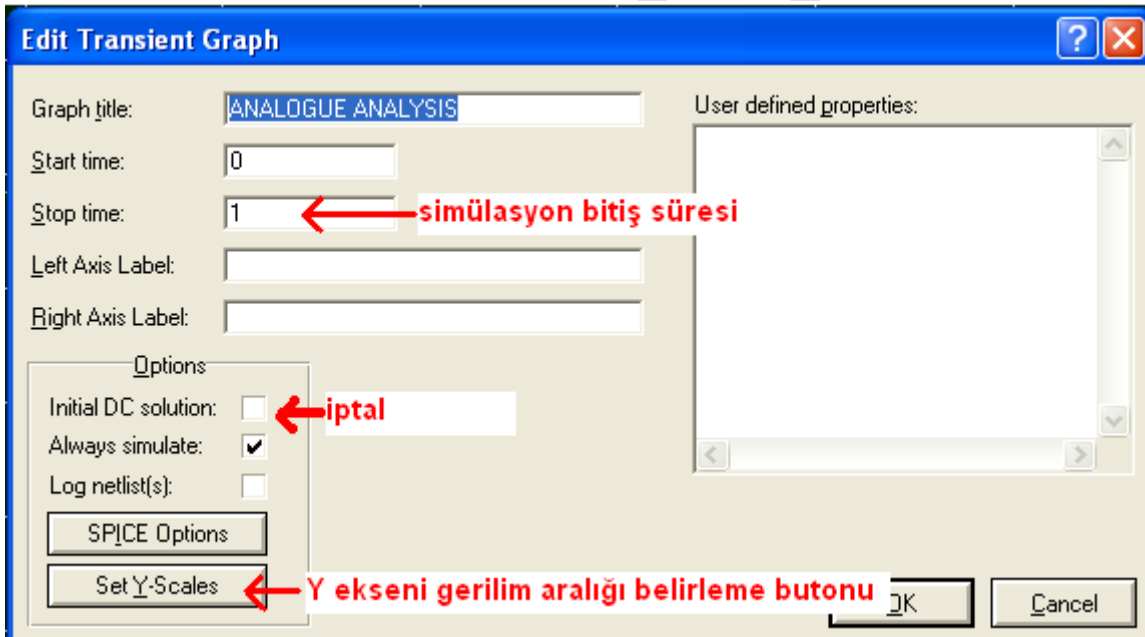 Edit Transient Graph
Graph title:
ANALOGUE ANALYSIS
User defined properties:
Start time:
0
Stop time:
1
simülasyon bitiş süresi
Left Axis Label:
Right Axis Label:
Options
Initial DC solution:
iptal
Always simulate:
Log netlist(s):
SPICE Options
Set Y-Scales
Y ekseni gerilim aralığı belirleme butonu
OK
Cancel